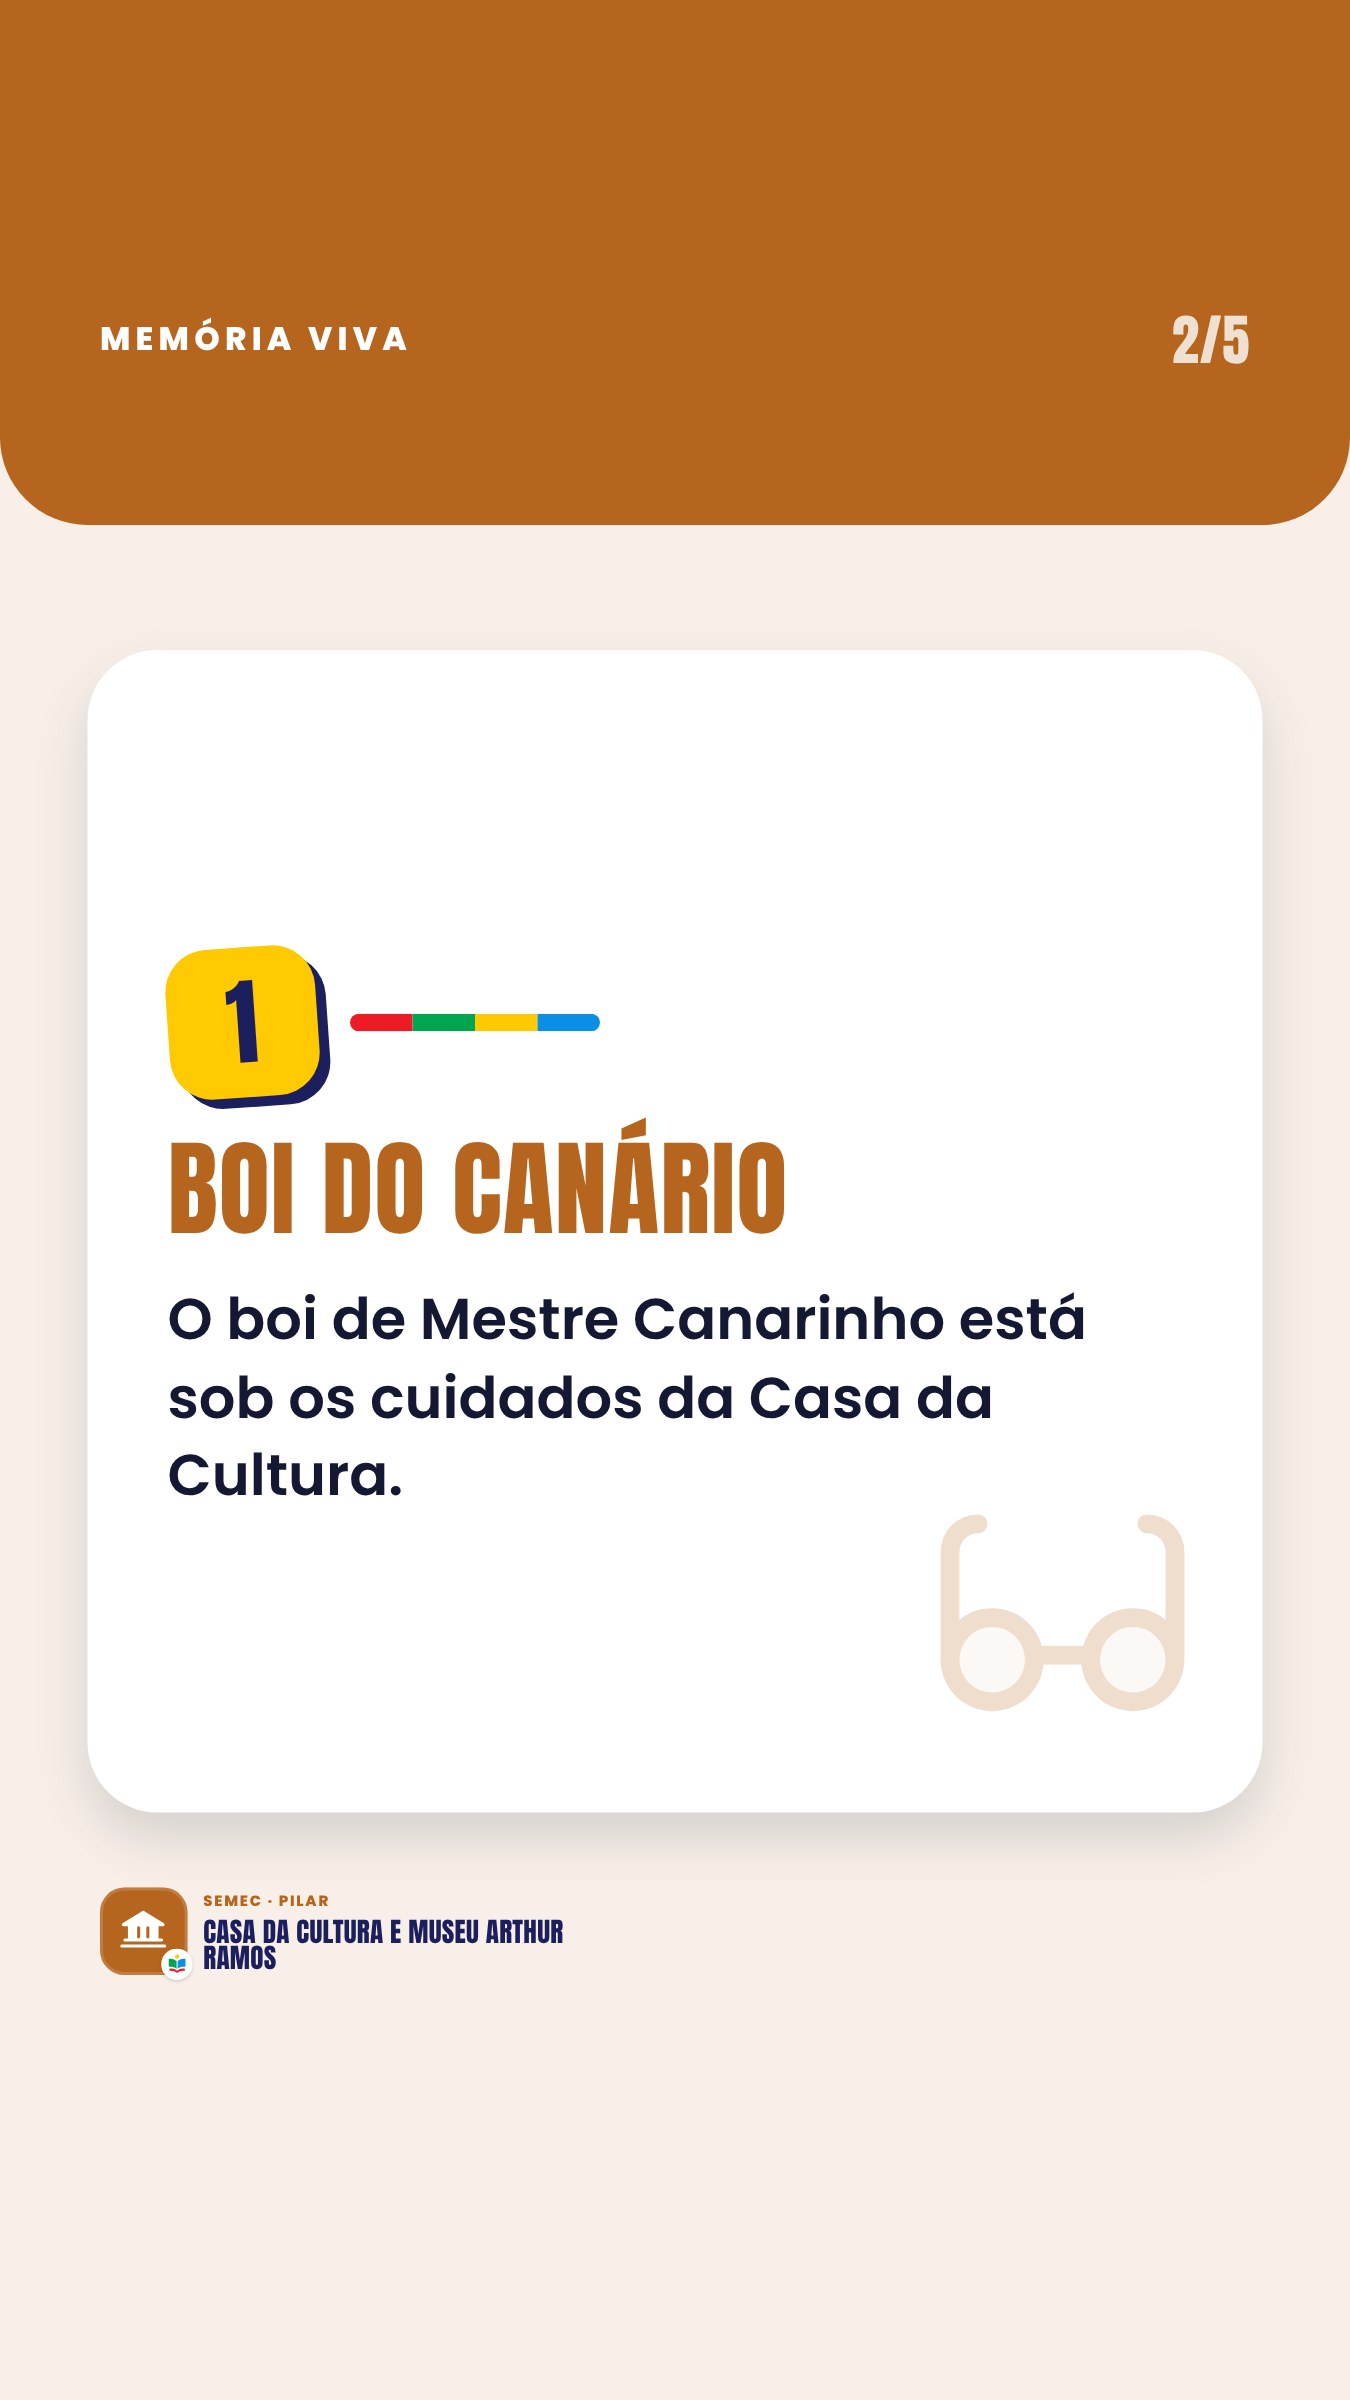 MEMÓRIA VIVA
2/5
1
BOI DO CANÁRIO
O boi de Mestre Canarinho está
sob os cuidados da Casa da
Cultura.
SEMEC · PILAR
CASA DA CULTURA E MUSEU ARTHUR
RAMOS